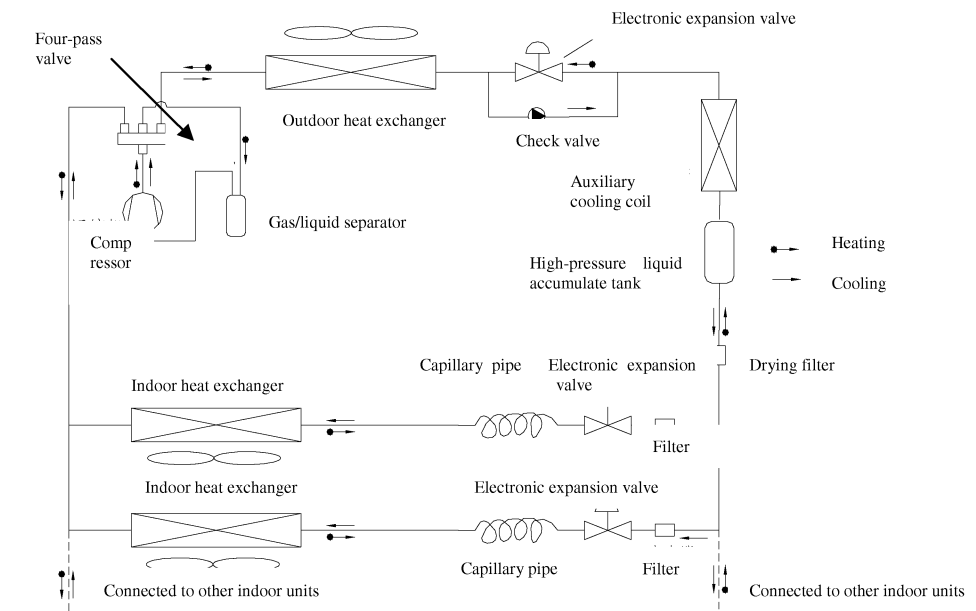 Electronic expansion valve
Four-pass
valve
Outdoor heat exchanger
Check valve
Auxiliary
cooling coil
Gas/liquid separator
Comp
ressor
Heating
High-pressure liquid
accumulate tank
Cooling
Capillary pipe
Electronic expansion
valve
Drying filter
Indoor heat exchanger
Filter
Indoor heat exchanger
Electronic expansion valve
Capillary pipe
Filter
Connected to other indoor units
Connected to other indoor units